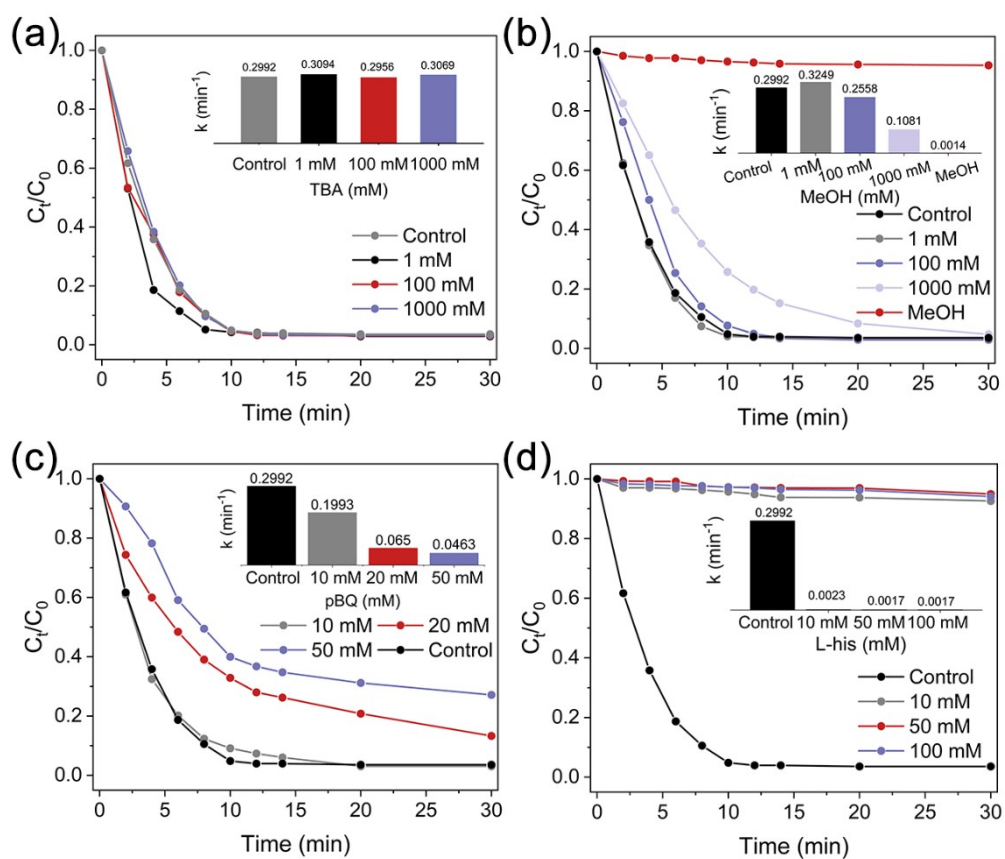 (a)
1.0
0.8
0.6
0.4
0.2
0.0
C_t/C_0
0 5 10 15 20 25 30
Time (min)
k (min⁻¹)
0.2992 0.3094 0.2956 0.3069
Control 1 mM 100 mM 1000 mM
TBA (mM)
Control
1 mM
100 mM
1000 mM
(b)
1.0
0.8
0.6
0.4
0.2
0.0
C_t/C_0
0 5 10 15 20 25 30
Time (min)
k (min⁻¹)
0.2992 0.3249 0.2558 0.1081 0.0014
Control 1 mM 100 mM 1000 mM MeOH
MeOH (mM)
Control
1 mM
100 mM
1000 mM
MeOH
(c)
1.0
0.8
0.6
0.4
0.2
0.0
C_t/C_0
0 5 10 15 20 25 30
Time (min)
k (min⁻¹)
0.2992 0.1993 0.065 0.0463
Control 10 mM 20 mM 50 mM
pBQ (mM)
10 mM 20 mM
50 mM Control
(d)
1.0
0.8
0.6
0.4
0.2
0.0
C_t/C_0
0 5 10 15 20 25 30
Time (min)
k (min⁻¹)
0.2992 0.0023 0.0017 0.0017
Control 10 mM 50 mM 100 mM
L-his (mM)
Control
10 mM
50 mM
100 mM